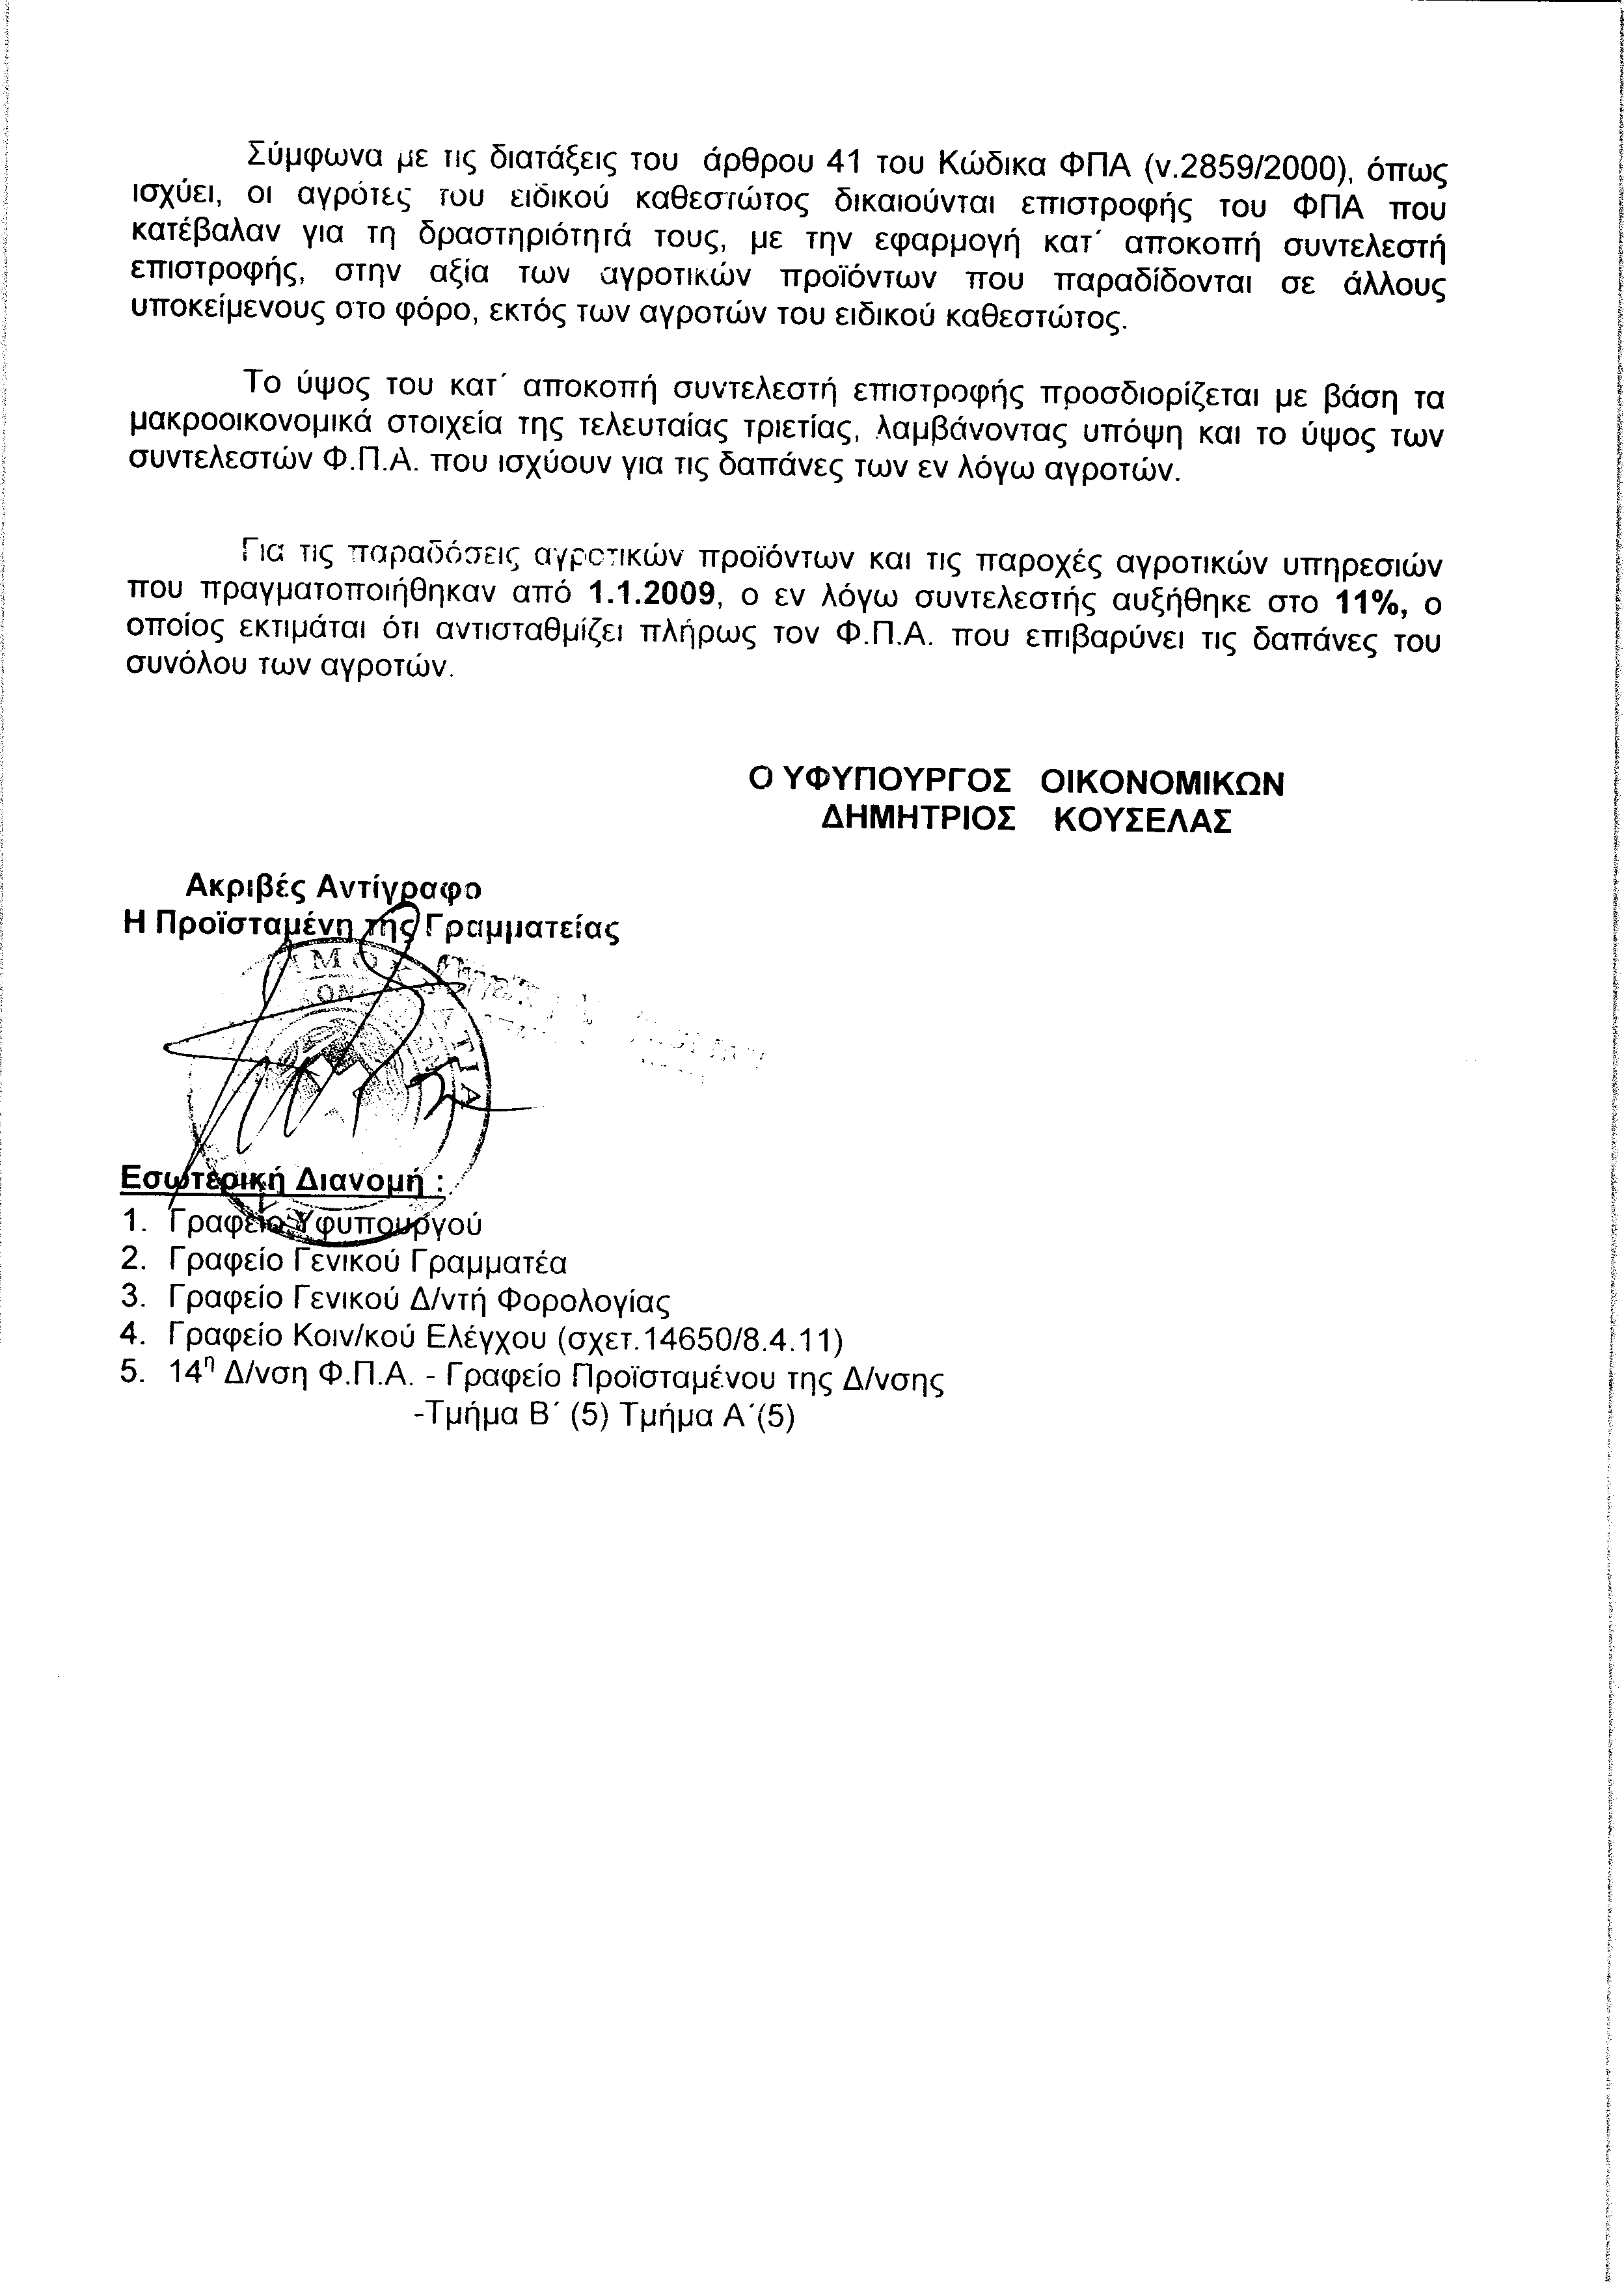 Σύμφωνα με τις διατάξεις του άρθρου 41 του Κώδικα ΦΠΑ (ν.2859/2000), όπως
ισχύει, οι αγρότες του ειδικού καθεστώτος δικαιούνται επιστροφής του ΦΠΑ που
κατέβαλαν για τη δραστηριότητά τους, με την εφαρμογή κατ΄ αποκοπή συντελεστή
επιστροφής, στην αξία των αγροτικών προϊόντων που παραδίδονται σε άλλους
υποκείμενους στο φόρο, εκτός των αγροτών του ειδικού καθεστώτος.
Το ύψος του κατ΄ αποκοπή συντελεστή επιστροφής προσδιορίζεται με βάση τα
μακροοικονομικά στοιχεία της τελευταίας τριετίας, λαμβάνοντας υπόψη και το ύψος των
συντελεστών Φ.Π.Α. που ισχύουν για τις δαπάνες των εν λόγω αγροτών.
Για τις παραδόσεις αγροτικών προϊόντων και τις παροχές αγροτικών υπηρεσιών
που πραγματοποιήθηκαν από 1.1.2009, ο εν λόγω συντελεστής αυξήθηκε στο 11%, ο
οποίος εκτιμάται ότι αντισταθμίζει πλήρως τον Φ.Π.Α. που επιβαρύνει τις δαπάνες του
συνόλου των αγροτών.
Ο ΥΦΥΠΟΥΡΓΟΣ ΟΙΚΟΝΟΜΙΚΩΝ
ΔΗΜΗΤΡΙΟΣ ΚΟΥΣΕΛΑΣ
Ακριβές Αντίγραφο
Η Προϊσταμένη της Γραμματείας
Εσωτερική Διανομή :
1. Γραφείο Υφυπουργού
2. Γραφείο Γενικού Γραμματέα
3. Γραφείο Γενικού Δ/ντή Φορολογίας
4. Γραφείο Κοιν/κού Ελέγχου (σχετ.14650/8.4.11)
5. 14η Δ/νση Φ.Π.Α. - Γραφείο Προϊσταμένου της Δ/νσης
-Τμήμα Β΄ (5) Τμήμα Α΄(5)